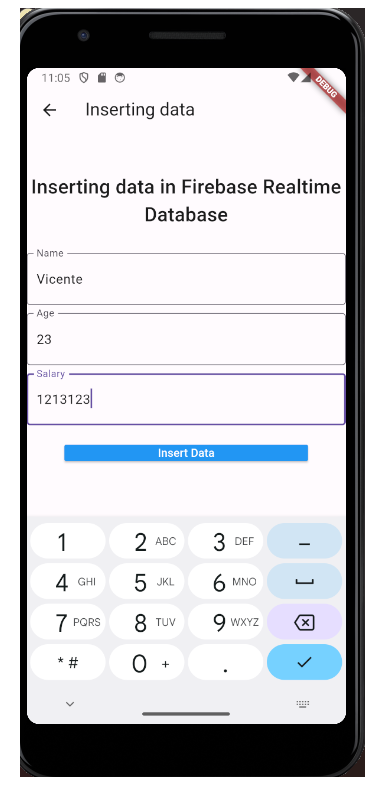 11:05
DEBUG
Inserting data
Inserting data in Firebase Realtime
Database
Name
Vicente
Age
23
Salary
1213123
Insert Data
1 2 ABC 3 DEF –
4 GHI 5 JKL 6 MNO
7 PQRS 8 TUV 9 WXYZ
* # 0 + .